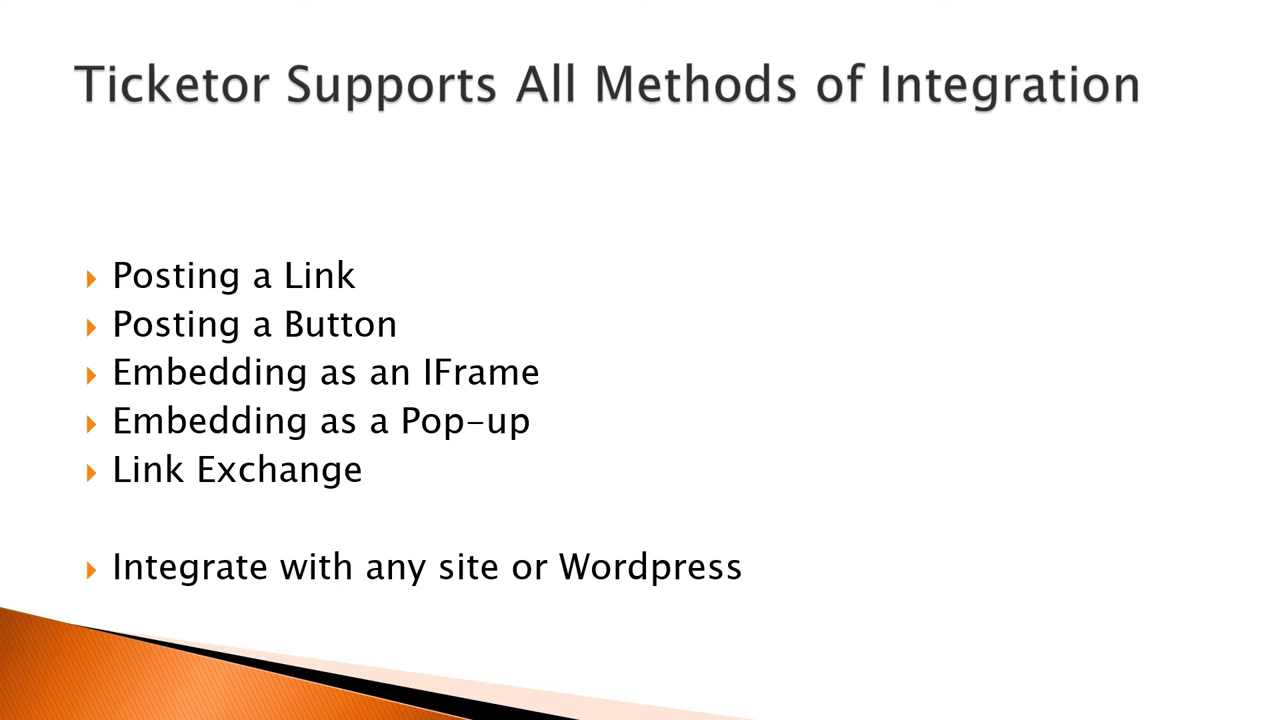 Ticketor Supports All Methods of Integration
Posting a Link
Posting a Button
Embedding as an IFrame
Embedding as a Pop-up
Link Exchange
Integrate with any site or Wordpress